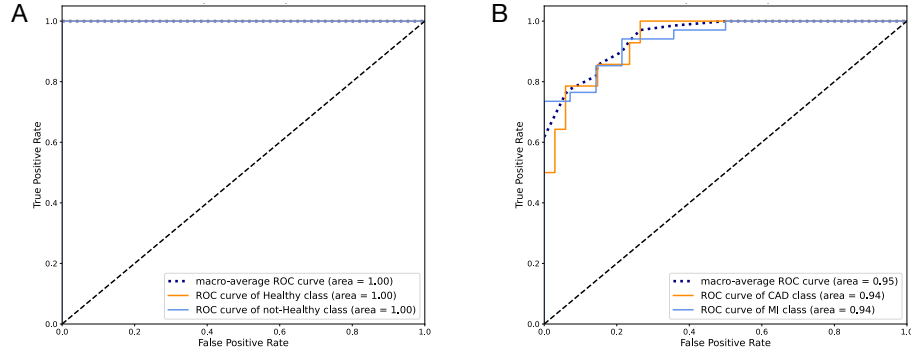 A
1.0
0.8
0.6
0.4
0.2
0.0
True Positive Rate
0.0 0.2 0.4 0.6 0.8 1.0
False Positive Rate
macro-average ROC curve (area = 1.00)
ROC curve of Healthy class (area = 1.00)
ROC curve of not-Healthy class (area = 1.00)
B
1.0
0.8
0.6
0.4
0.2
0.0
True Positive Rate
0.0 0.2 0.4 0.6 0.8 1.0
False Positive Rate
macro-average ROC curve (area = 0.95)
ROC curve of CAD class (area = 0.94)
ROC curve of MI class (area = 0.94)